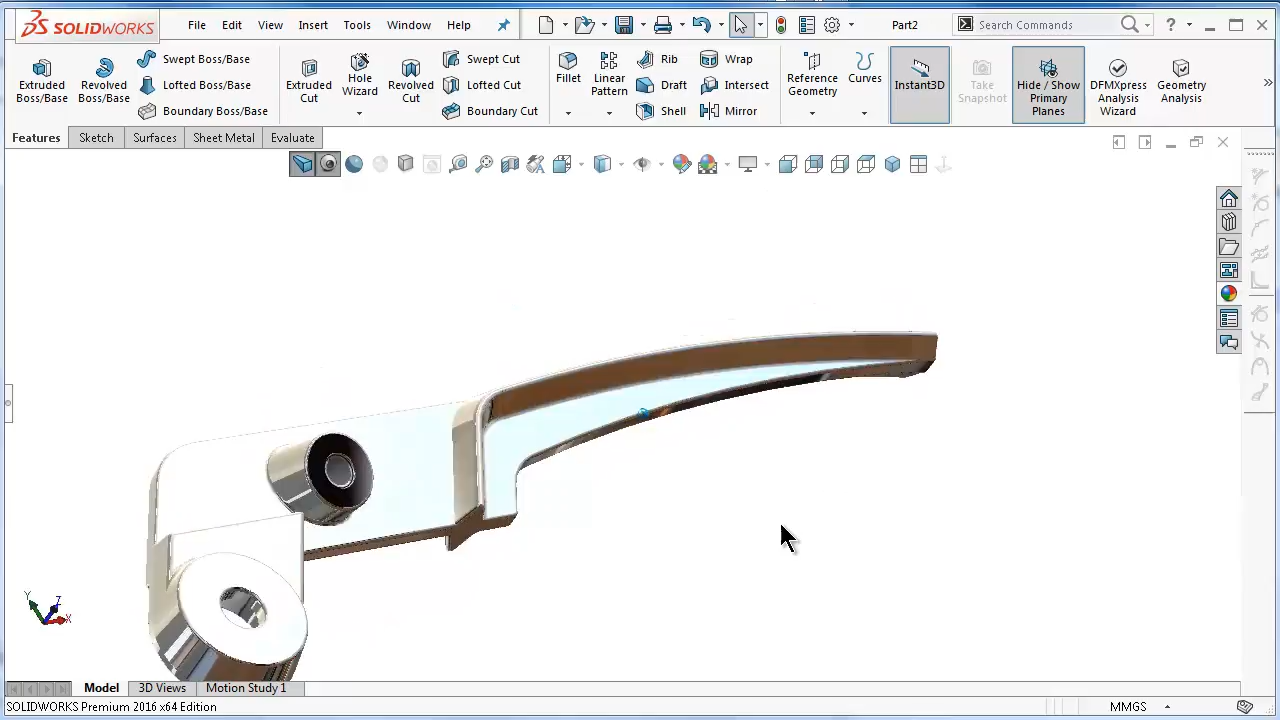 SOLIDWORKS File Edit View Insert Tools Window Help Part2 Search Commands ?
Extruded Boss/Base
Revolved Boss/Base
Swept Boss/Base
Lofted Boss/Base
Boundary Boss/Base
Extruded Cut
Hole Wizard
Revolved Cut
Swept Cut
Lofted Cut
Boundary Cut
Fillet
Linear Pattern
Rib
Draft
Shell
Wrap
Intersect
Mirror
Reference Geometry
Curves
Instant3D
Take Snapshot
Hide / Show Primary Planes
DFMXpress Analysis Wizard
Geometry Analysis
Features Sketch Surfaces Sheet Metal Evaluate
Y Z X
Model 3D Views Motion Study 1
SOLIDWORKS Premium 2016 x64 Edition MMGS